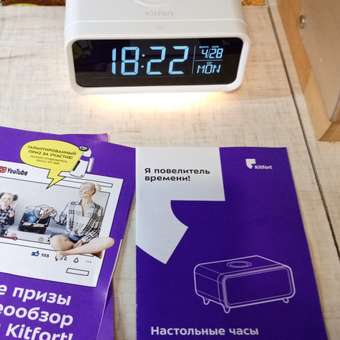 Kitfort
18:22
4-28
MON
ГАРАНТИРОВАННЫЙ
ПРИЗ ЗА УЧАСТИЕ!
YouTube
е призы
еообзор
Kitfort!
Kitfort
Я повелитель
времени!
Настольные часы